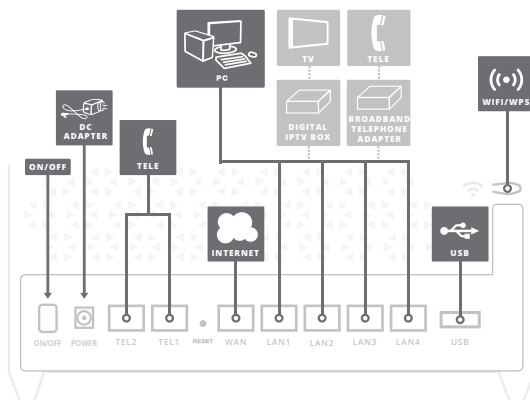 PC
TV
TELE
DIGITAL
IPTV BOX
BROADBAND
TELEPHONE
ADAPTER
WIFI/WPS
DC
ADAPTER
TELE
ON/OFF
INTERNET
USB
ON/OFF
POWER
TEL2
TEL1
RESET
WAN
LAN1
LAN2
LAN3
LAN4
USB